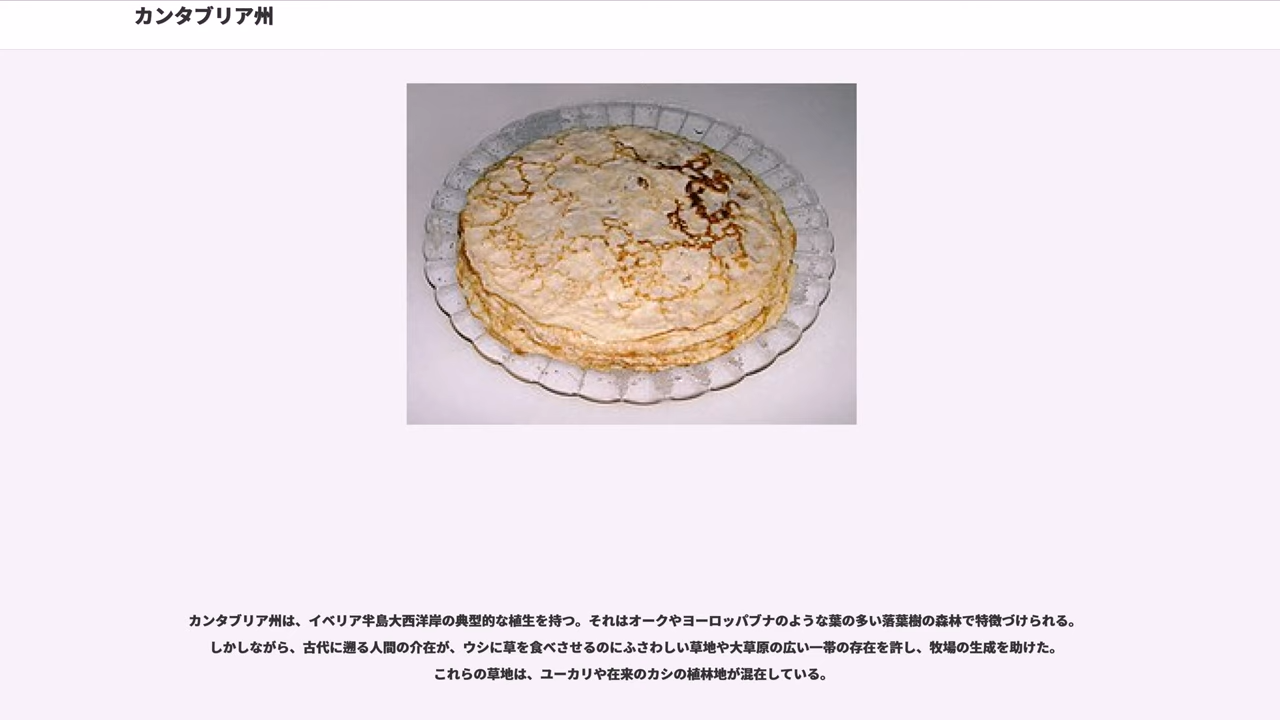 カンタブリア州
カンタブリア州は、イベリア半島大西洋岸の典型的な植生を持つ。それはオークやヨーロッパブナのような葉の多い落葉樹の森林で特徴づけられる。
しかしながら、古代に遡る人間の介在が、ウシに草を食べさせるのにふさわしい草地や大草原の広い一帯の存在を許し、牧場の生成を助けた。
これらの草地は、ユーカリや在来のカシの植林地が混在している。